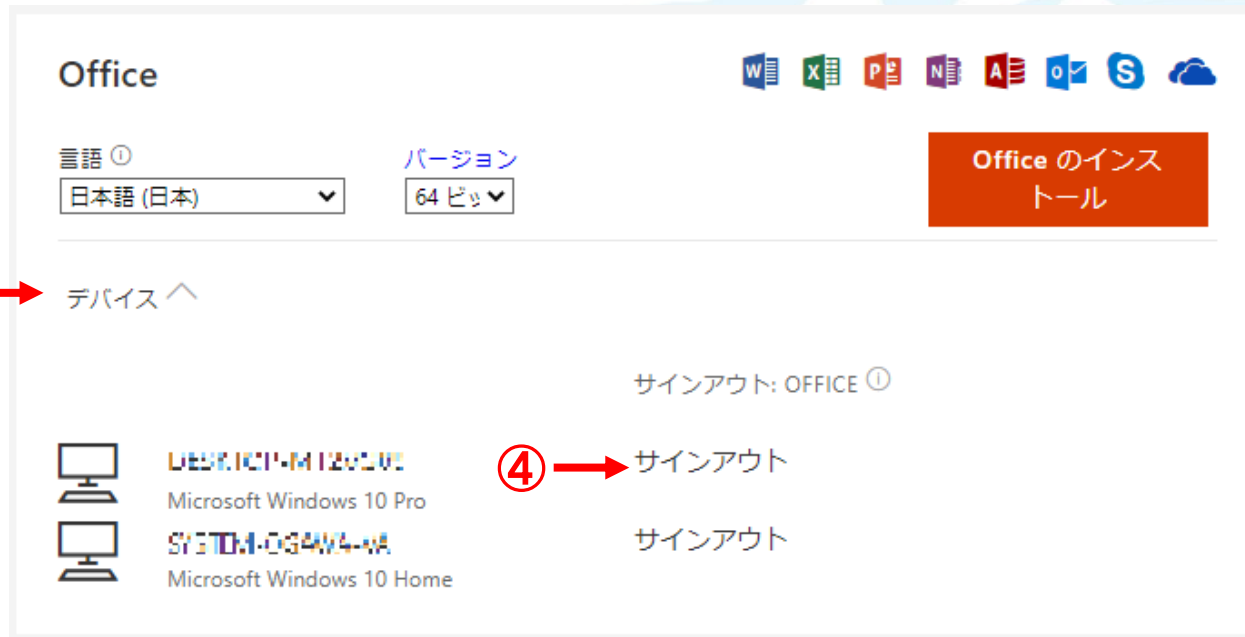 Office
言語
バージョン
日本語 (日本)
64 ビッ
Office のインス
トール
デバイス
サインアウト: OFFICE
④
サインアウト
Microsoft Windows 10 Pro
サインアウト
Microsoft Windows 10 Home